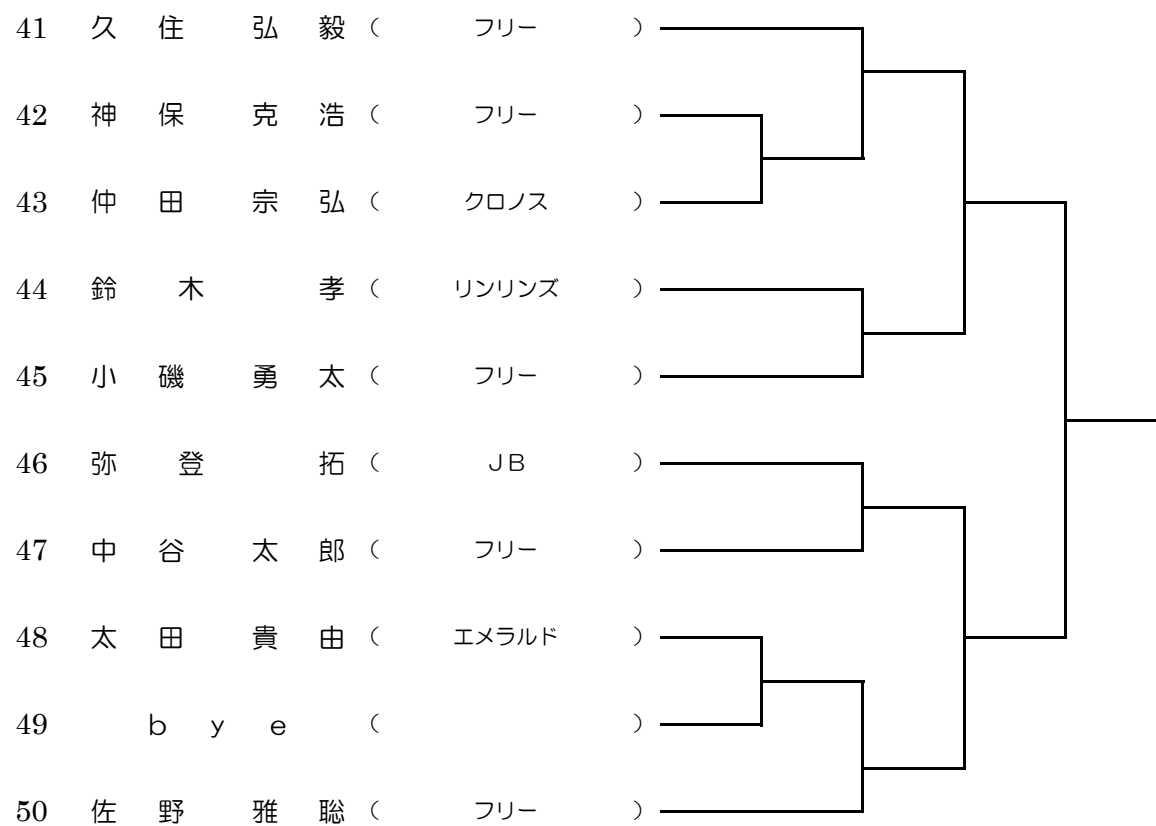 41 久住 弘毅 （ フリー ）
42 神保 克浩 （ フリー ）
43 仲田 宗弘 （ クロノス ）
44 鈴木 孝 （ リンリンズ ）
45 小磯 勇太 （ フリー ）
46 弥登 拓 （ ＪＢ ）
47 中谷 太郎 （ フリー ）
48 太田 貴由 （ エメラルド ）
49 ｂｙｅ （ ）
50 佐野 雅聡 （ フリー ）